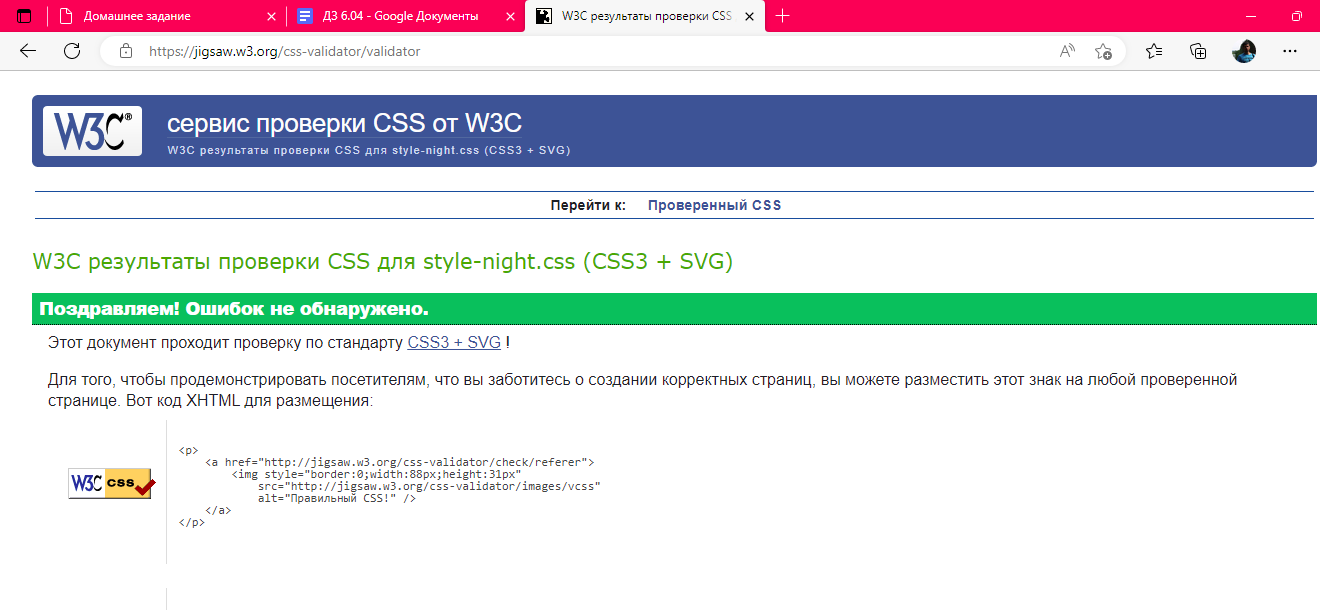 Домашнее задание
ДЗ 6.04 - Google Документы
W3C результаты проверки CSS
https://jigsaw.w3.org/css-validator/validator
W3C®
сервис проверки CSS от W3C
W3C результаты проверки CSS для style-night.css (CSS3 + SVG)
Перейти к: Проверенный CSS
W3C результаты проверки CSS для style-night.css (CSS3 + SVG)
Поздравляем! Ошибок не обнаружено.
Этот документ проходит проверку по стандарту CSS3 + SVG !
Для того, чтобы продемонстрировать посетителям, что вы заботитесь о создании корректных страниц, вы можете разместить этот знак на любой проверенной
странице. Вот код XHTML для размещения:
W3C css
<p>
<a href="http://jigsaw.w3.org/css-validator/check/referer">
<img style="border:0;width:88px;height:31px"
src="http://jigsaw.w3.org/css-validator/images/vcss"
alt="Правильный CSS!" />
</a>
</p>